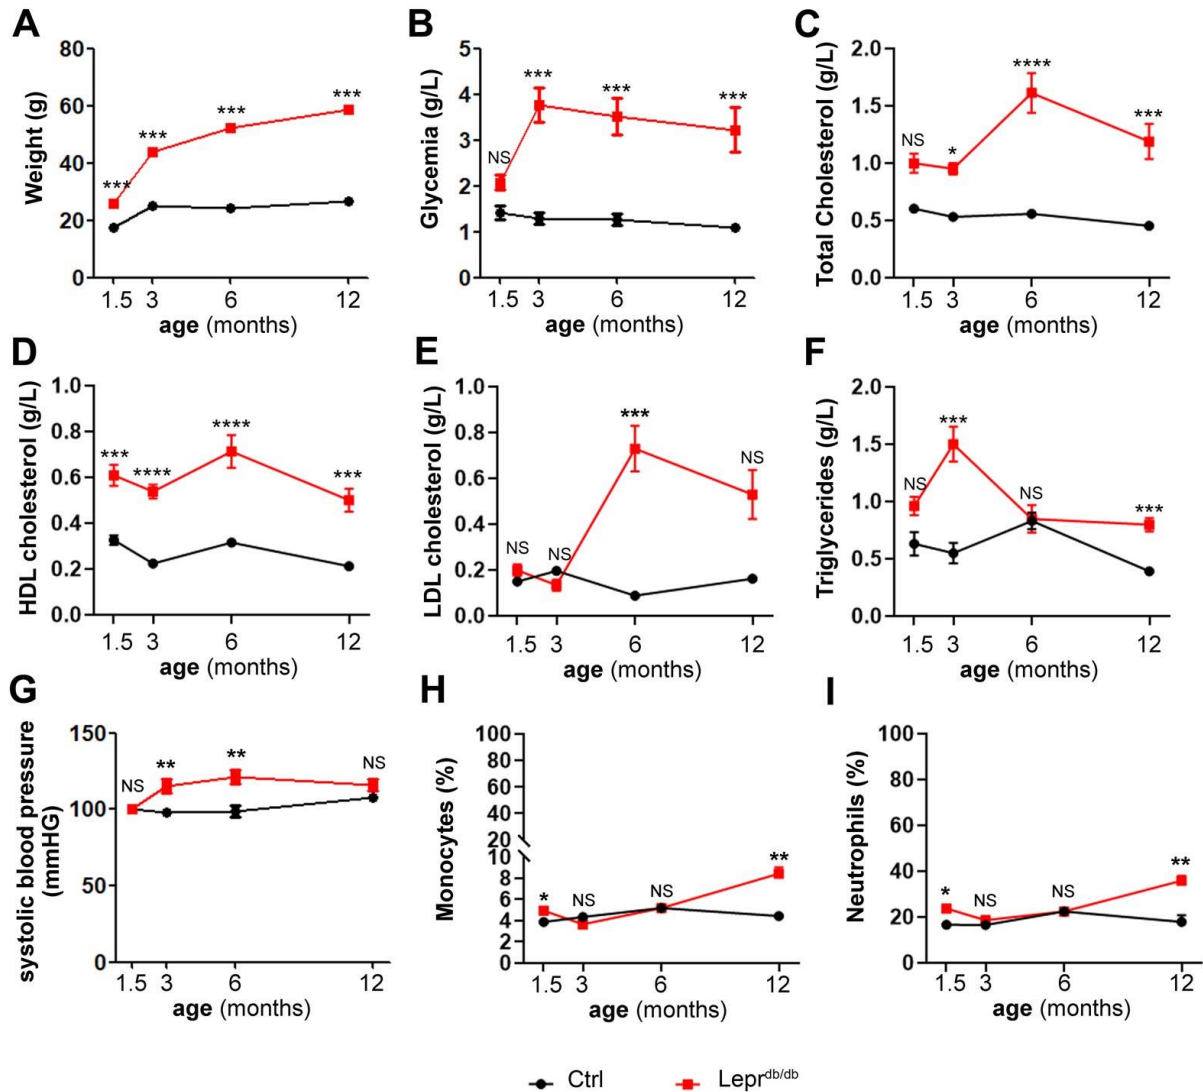 A
Weight (g)
80
60
40
20
0
***
***
***
***
1.5 3 6 12
age (months)
B
Glycemia (g/L)
5
4
3
2
1
0
NS
***
***
***
1.5 3 6 12
age (months)
C
Total Cholesterol (g/L)
2.0
1.5
1.0
0.5
0.0
NS
*
****
***
1.5 3 6 12
age (months)
D
HDL cholesterol (g/L)
1.0
0.8
0.6
0.4
0.2
0.0
***
****
****
***
1.5 3 6 12
age (months)
E
LDL cholesterol (g/L)
1.0
0.8
0.6
0.4
0.2
0.0
NS
NS
***
NS
1.5 3 6 12
age (months)
F
Triglycerides (g/L)
2.0
1.5
1.0
0.5
0.0
NS
***
NS
***
1.5 3 6 12
age (months)
G
systolic blood pressure
(mmHG)
150
100
50
0
NS
**
**
NS
1.5 3 6 12
age (months)
H
Monocytes (%)
100
80
60
40
20
10
8
6
4
2
0
*
NS
NS
**
1.5 3 6 12
age (months)
I
Neutrophils (%)
100
80
60
40
20
0
*
NS
NS
**
1.5 3 6 12
age (months)
Ctrl
Lepr^db/db